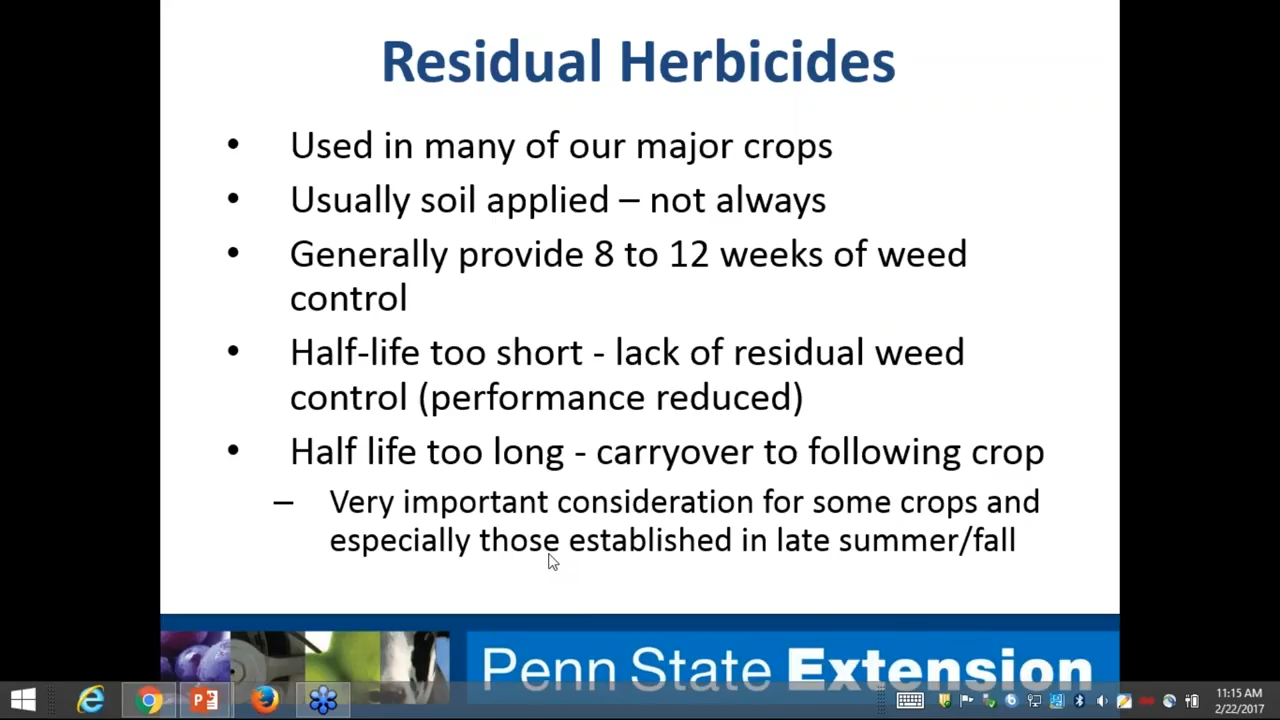 Residual Herbicides
• Used in many of our major crops
• Usually soil applied – not always
• Generally provide 8 to 12 weeks of weed
control
• Half-life too short - lack of residual weed
control (performance reduced)
• Half life too long - carryover to following crop
– Very important consideration for some crops and
especially those established in late summer/fall
Penn State Extension
11:15 AM
2/22/2017